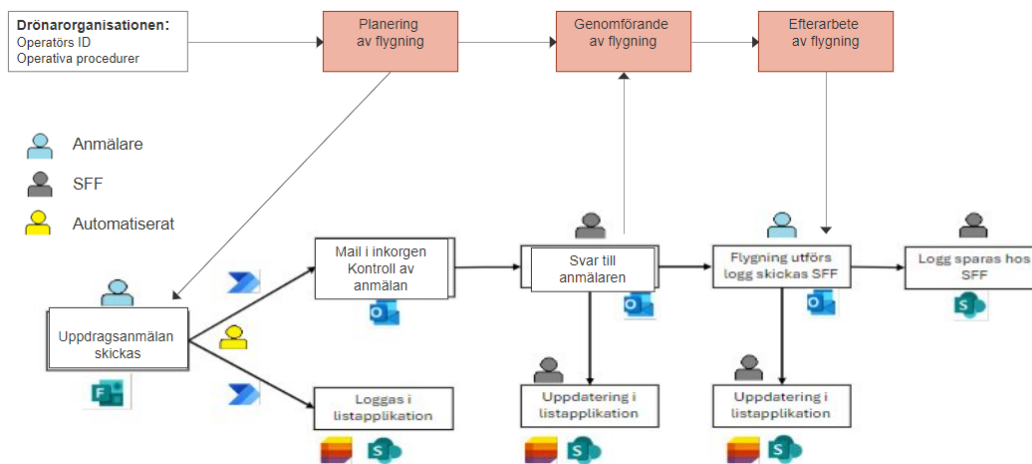 Drönarorganisationen:
Operatörs ID
Operativa procedurer
Planering
av flygning
Genomförande
av flygning
Efterarbete
av flygning
Anmälare
SFF
Automatiserat
Mail i inkorgen
Kontroll av
anmälan
Svar till
anmälaren
Flygning utförs
logg skickas SFF
Logg sparas hos
SFF
Uppdragsanmälan
skickas
Loggas i
listapplikation
Uppdatering i
listapplikation
Uppdatering i
listapplikation